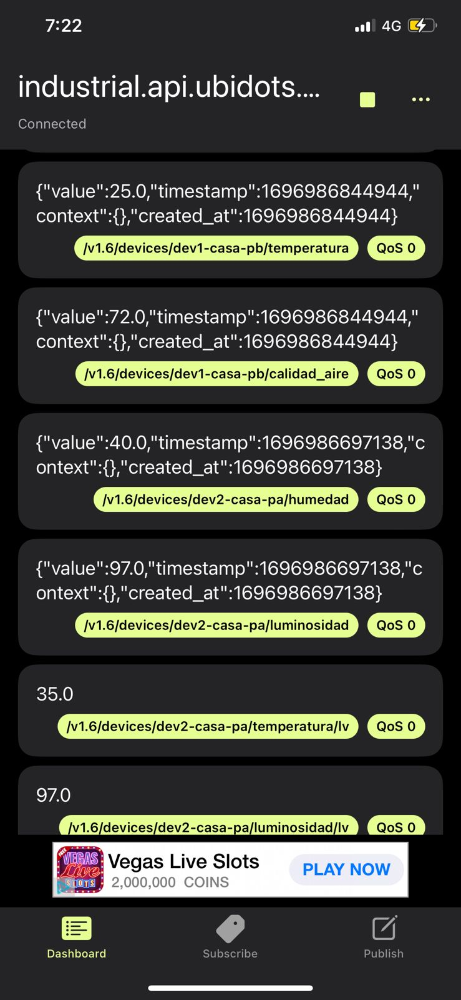 7:22
4G
industrial.api.ubidots....
Connected
{"value":25.0,"timestamp":1696986844944,"
context":{},"created_at":1696986844944}
/v1.6/devices/dev1-casa-pb/temperatura QoS 0
{"value":72.0,"timestamp":1696986844944,"
context":{},"created_at":1696986844944}
/v1.6/devices/dev1-casa-pb/calidad_aire QoS 0
{"value":40.0,"timestamp":1696986697138,"c
ontext":{},"created_at":1696986697138}
/v1.6/devices/dev2-casa-pa/humedad QoS 0
{"value":97.0,"timestamp":1696986697138,"c
ontext":{},"created_at":1696986697138}
/v1.6/devices/dev2-casa-pa/luminosidad QoS 0
35.0
/v1.6/devices/dev2-casa-pa/temperatura/lv QoS 0
97.0
/v1.6/devices/dev2-casa-pa/luminosidad/lv QoS 0
FREE
VEGAS
Live
SLOTS
Vegas Live Slots
2,000,000 COINS
PLAY NOW
Dashboard
Subscribe
Publish